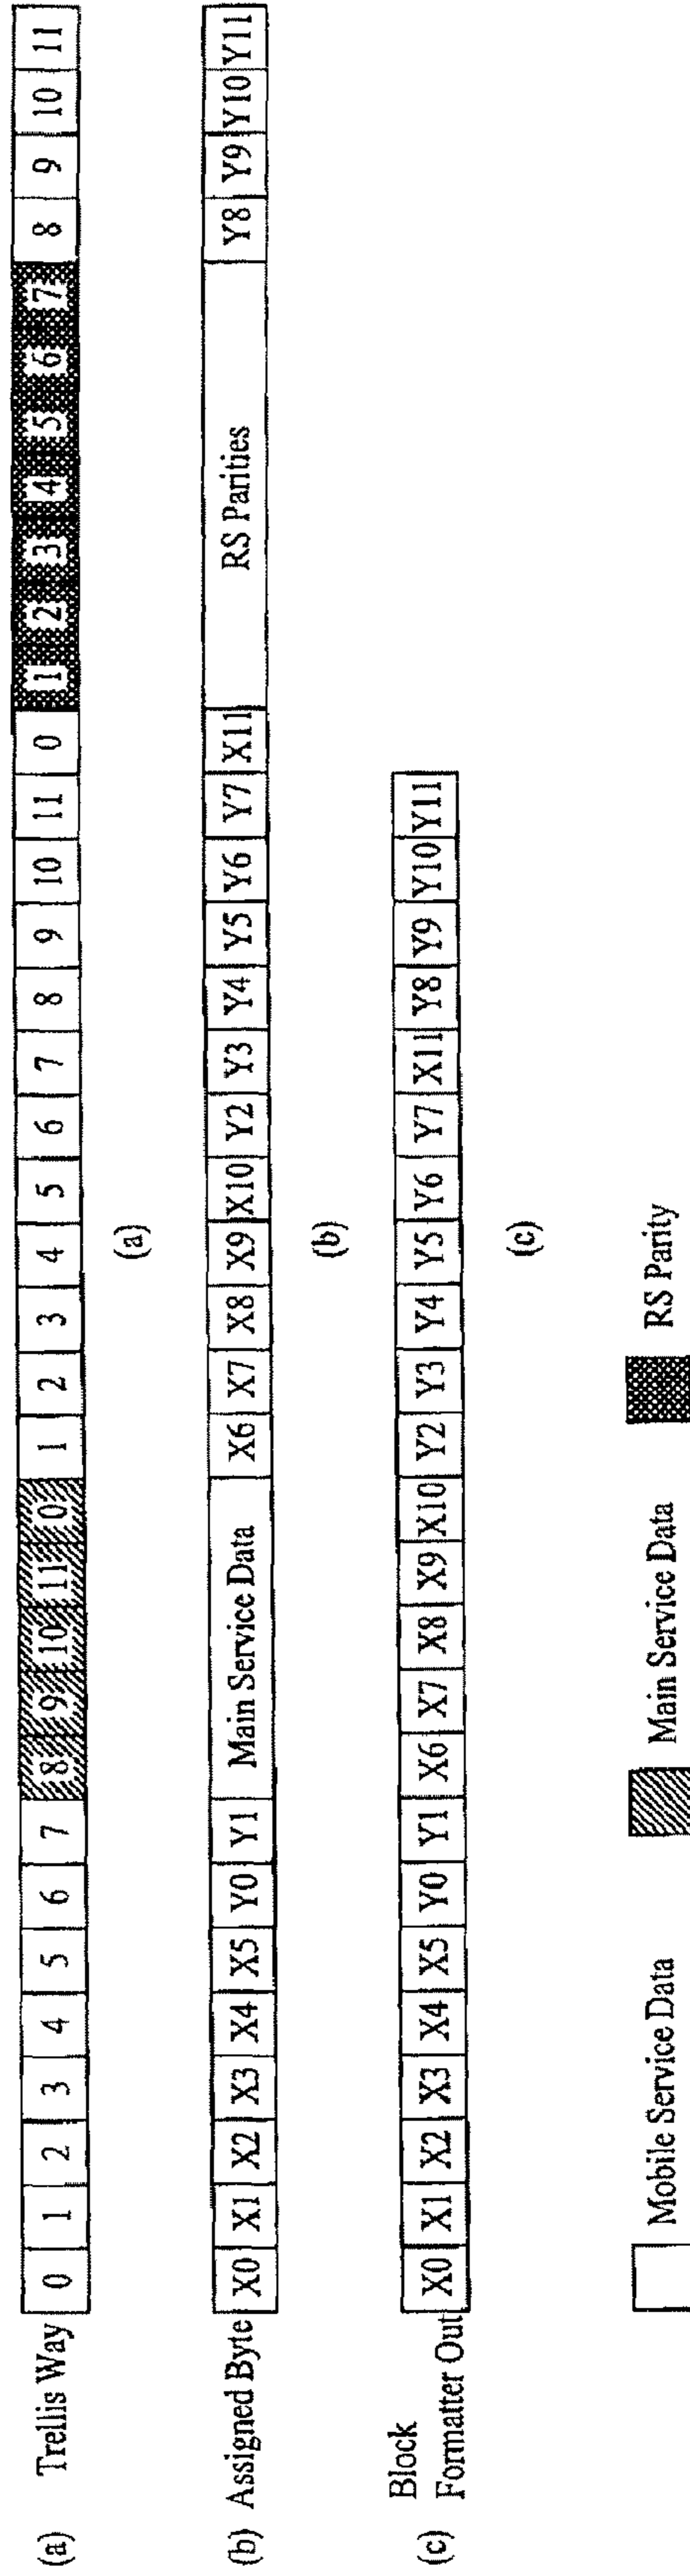 (a) Trellis Way 0 1 2 3 4 5 6 7 8 9 10 11 0 1 2 3 4 5 6 7 8 9 10 11 0 1 2 3 4 5 6 7 8 9 10 11
(a)
(b) Assigned Byte X0 X1 X2 X3 X4 X5 Y0 Y1 Main Service Data X6 X7 X8 X9 X10 Y2 Y3 Y4 Y5 Y6 Y7 X11 RS Parities Y8 Y9 Y10 Y11
(b)
Block
(c) Formatter Out X0 X1 X2 X3 X4 X5 Y0 Y1 X6 X7 X8 X9 X10 Y2 Y3 Y4 Y5 Y6 Y7 X11 Y8 Y9 Y10 Y11
(c)
Mobile Service Data Main Service Data RS Parity